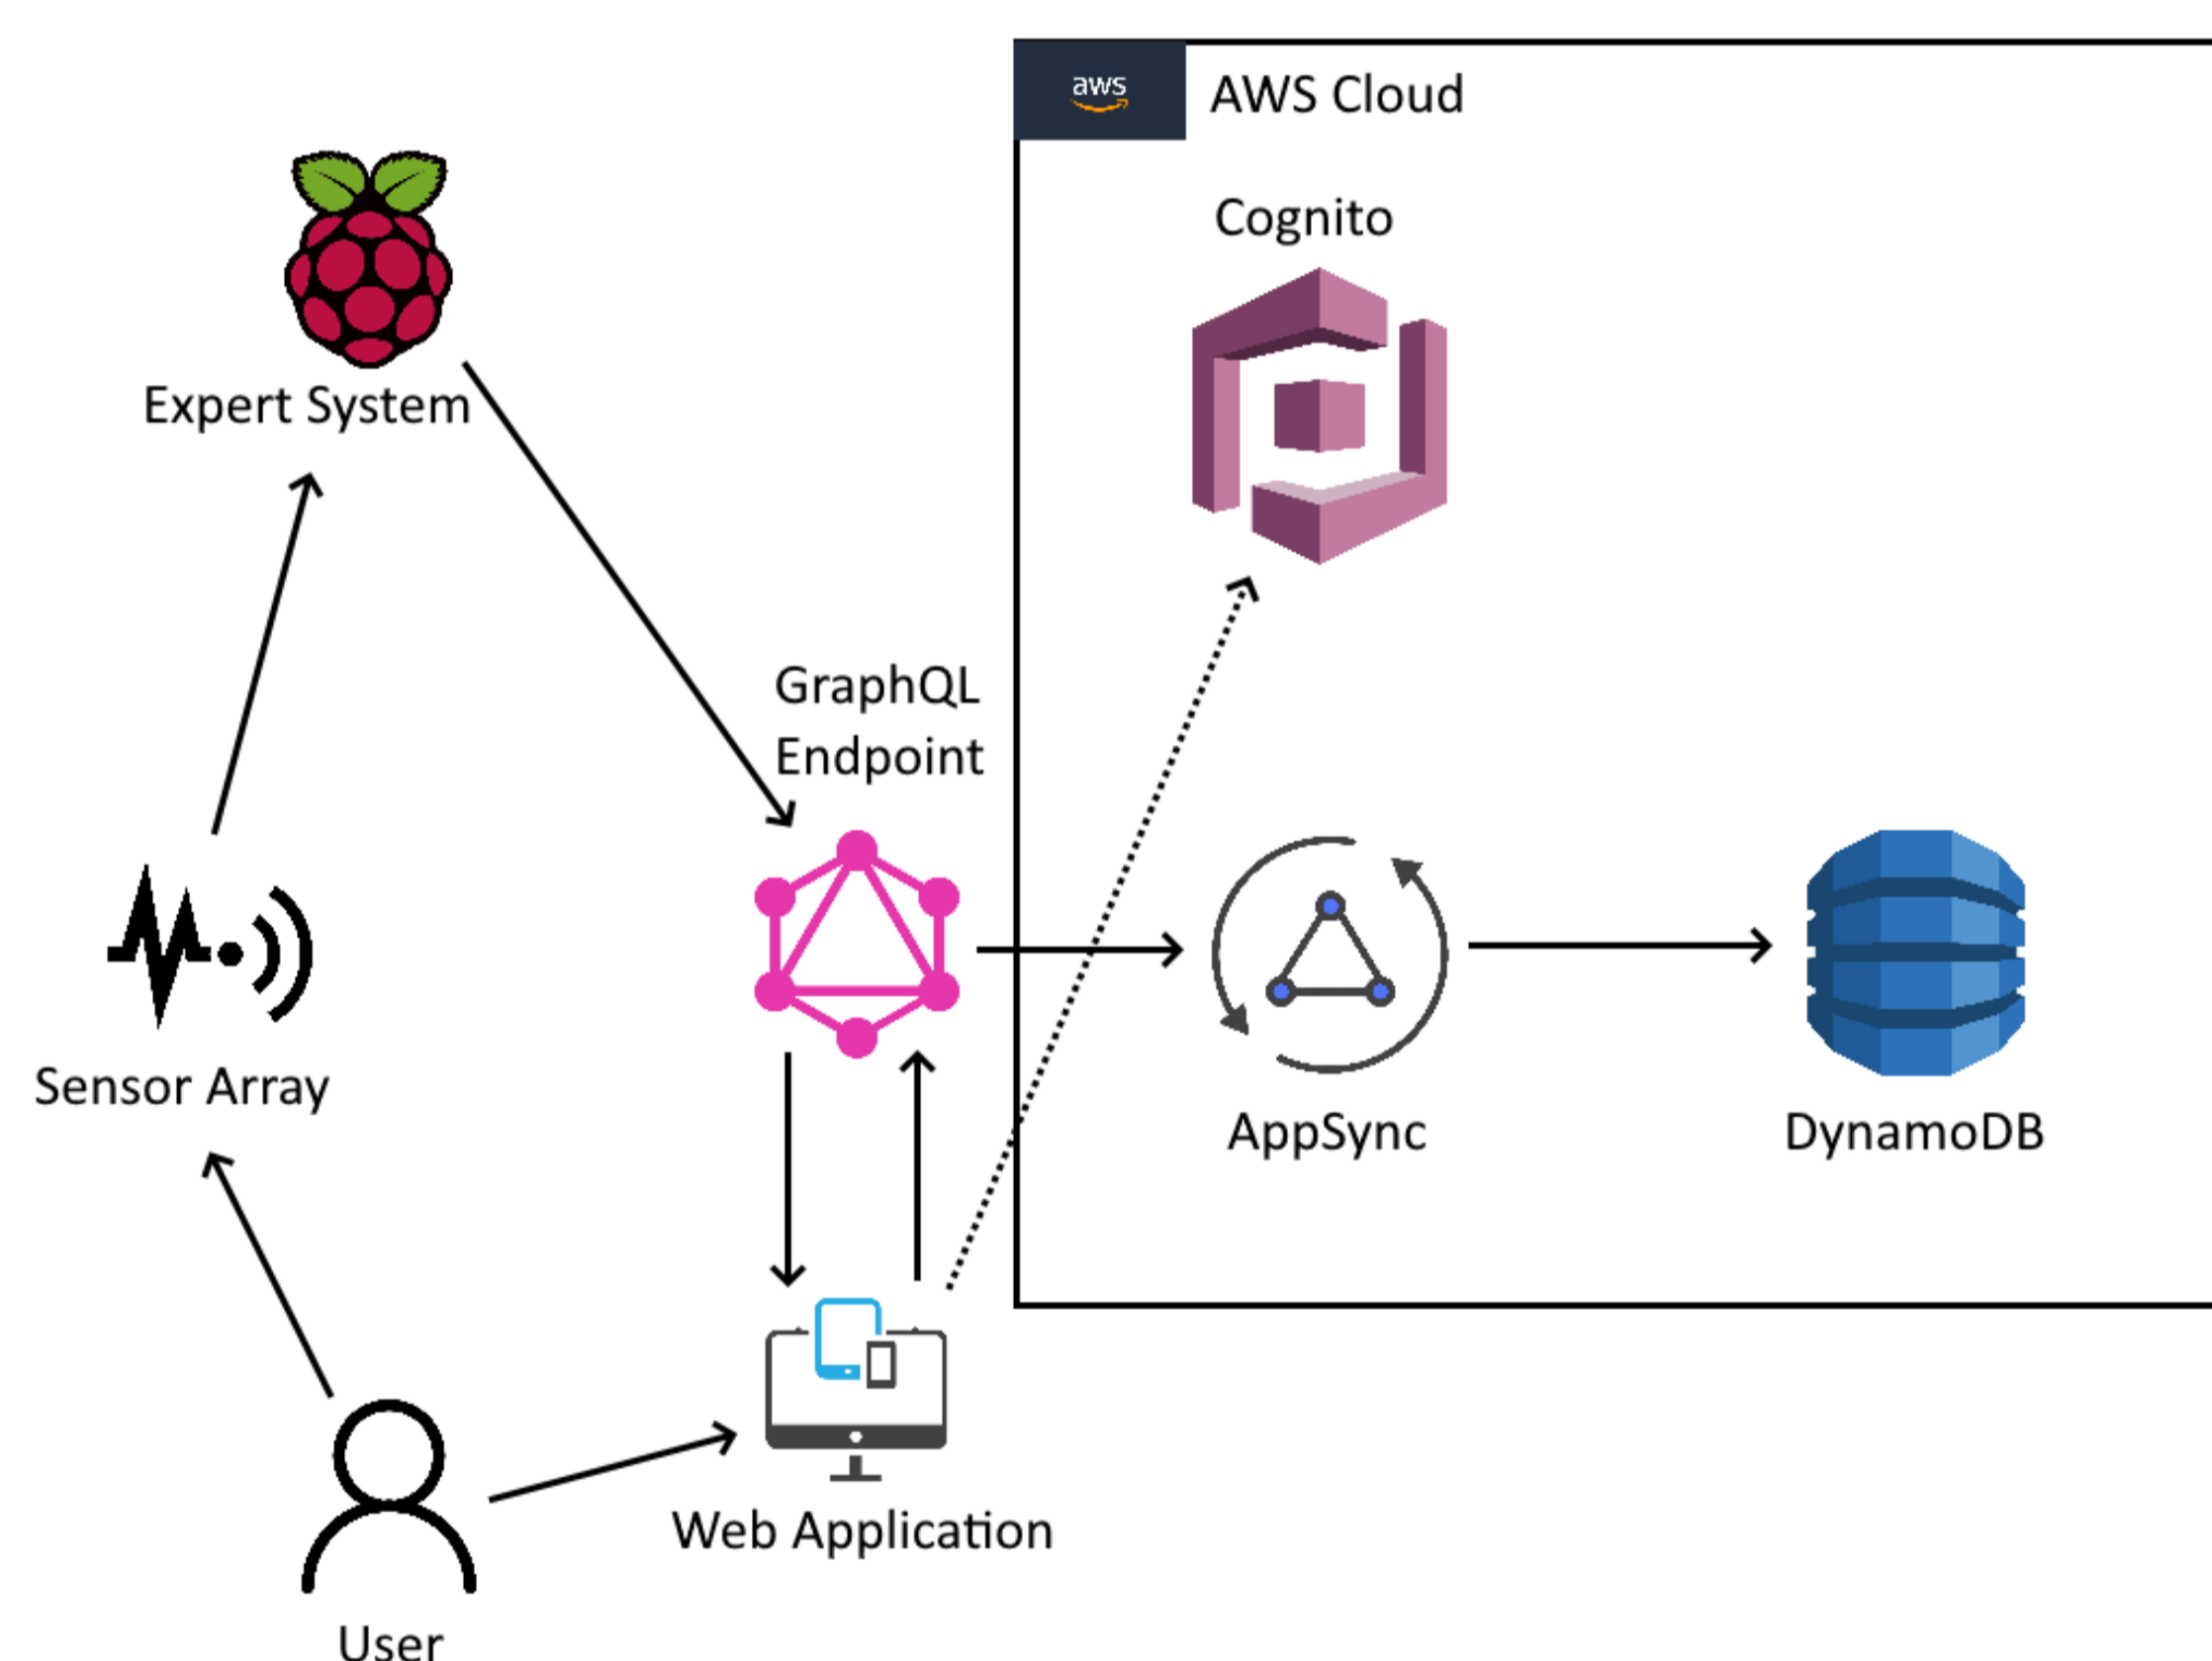 aws
AWS Cloud
Cognito
Expert System
GraphQL
Endpoint
Sensor Array
AppSync
DynamoDB
Web Application
User